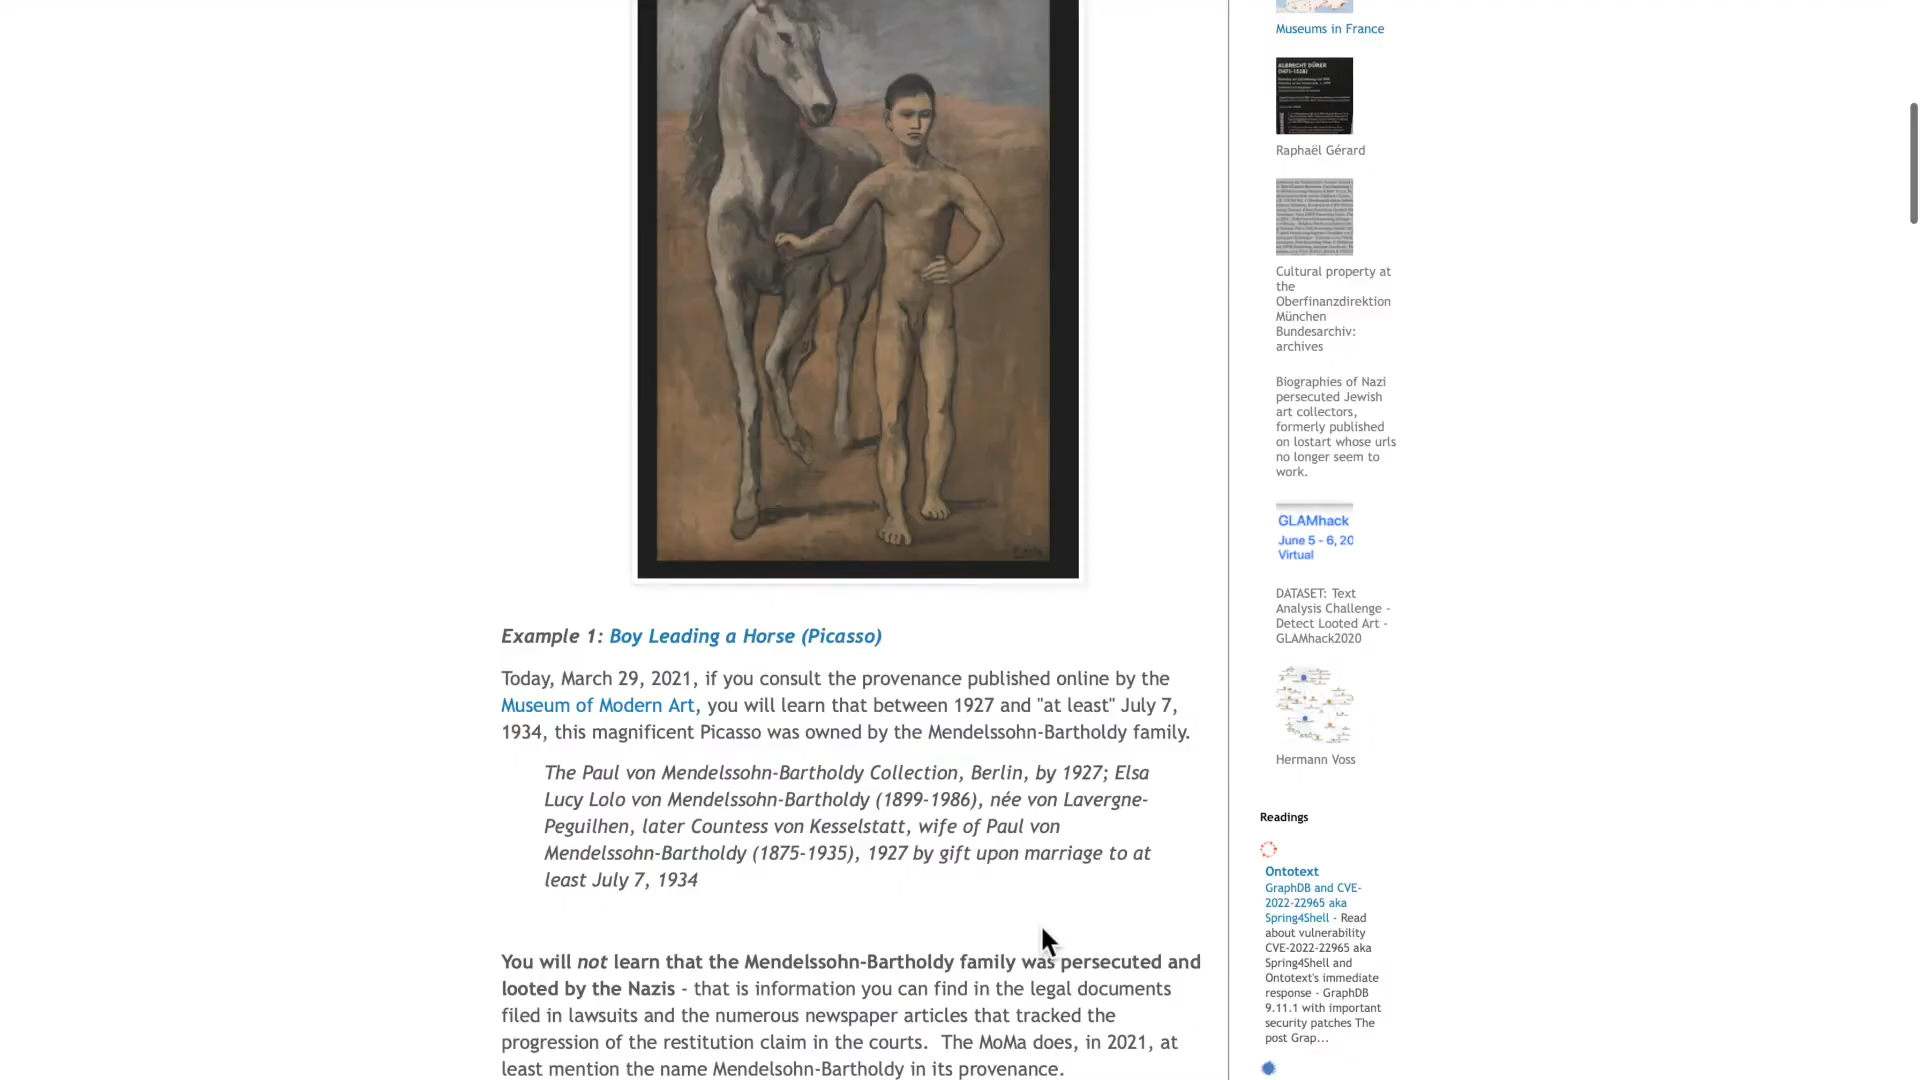 Example 1: Boy Leading a Horse (Picasso)
Today, March 29, 2021, if you consult the provenance published online by the
Museum of Modern Art, you will learn that between 1927 and "at least" July 7,
1934, this magnificent Picasso was owned by the Mendelssohn-Bartholdy family.
The Paul von Mendelssohn-Bartholdy Collection, Berlin, by 1927; Elsa
Lucy Lolo von Mendelssohn-Bartholdy (1899-1986), née von Lavergne-
Peguilhen, later Countess von Kesselstatt, wife of Paul von
Mendelssohn-Bartholdy (1875-1935), 1927 by gift upon marriage to at
least July 7, 1934
You will not learn that the Mendelssohn-Bartholdy family was persecuted and
looted by the Nazis - that is information you can find in the legal documents
filed in lawsuits and the numerous newspaper articles that tracked the
progression of the restitution claim in the courts.  The MoMa does, in 2021, at
least mention the name Mendelsohn-Bartholdy in its provenance.
Museums in France
ALBRECHT DÜRER
(1471-1528)
Raphaël Gérard
Cultural property at
the
Oberfinanzdirektion
München
Bundesarchiv:
archives
Biographies of Nazi
persecuted Jewish
art collectors,
formerly published
on lostart whose urls
no longer seem to
work.
GLAMhack
June 5 - 6, 20
Virtual
DATASET: Text
Analysis Challenge -
Detect Looted Art -
GLAMhack2020
Hermann Voss
Readings
Ontotext
GraphDB and CVE-
2022-22965 aka
Spring4Shell - Read
about vulnerability
CVE-2022-22965 aka
Spring4Shell and
Ontotext's immediate
response - GraphDB
9.11.1 with important
security patches The
post Grap...